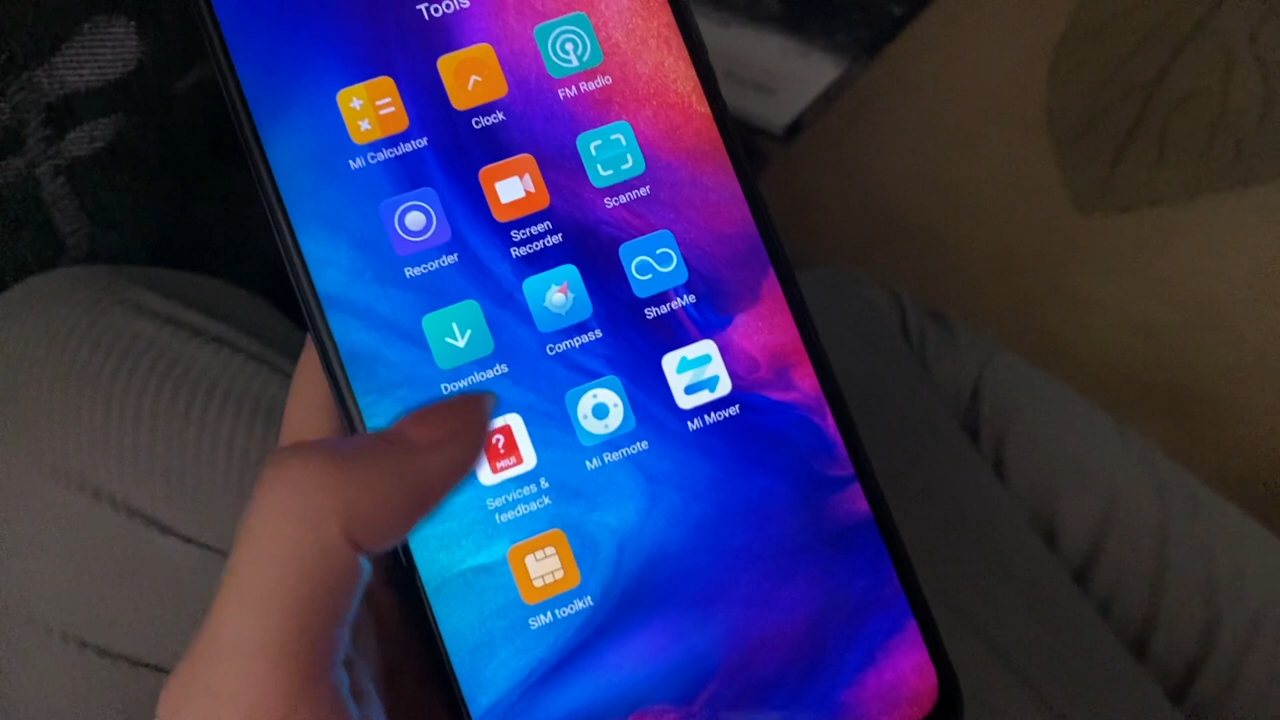 Tools
Mi Calculator
Clock
FM Radio
Recorder
Screen
Recorder
Scanner
Downloads
Compass
ShareMe
?
MIUI
Services &
feedback
Mi Remote
Mi Mover
SIM toolkit